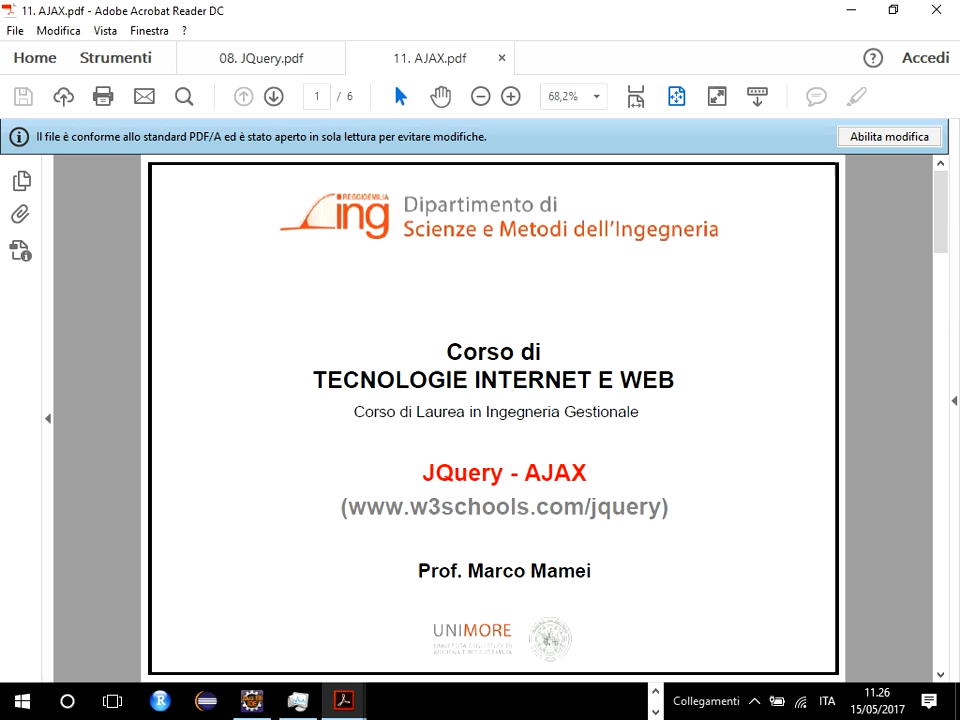 11. AJAX.pdf - Adobe Acrobat Reader DC
File Modifica Vista Finestra ?
Home Strumenti 08. JQuery.pdf 11. AJAX.pdf × Accedi
1 / 6 68,2%
Il file è conforme allo standard PDF/A ed è stato aperto in sola lettura per evitare modifiche. Abilita modifica
REGGIOEMILIA
ing
Dipartimento di
Scienze e Metodi dell'Ingegneria
Corso di
TECNOLOGIE INTERNET E WEB
Corso di Laurea in Ingegneria Gestionale
JQuery - AJAX
(www.w3schools.com/jquery)
Prof. Marco Mamei
UNIMORE
UNIVERSITÀ DEGLI STUDI DI
MODENA E REGGIO EMILIA
Collegamenti ITA
11.26
15/05/2017